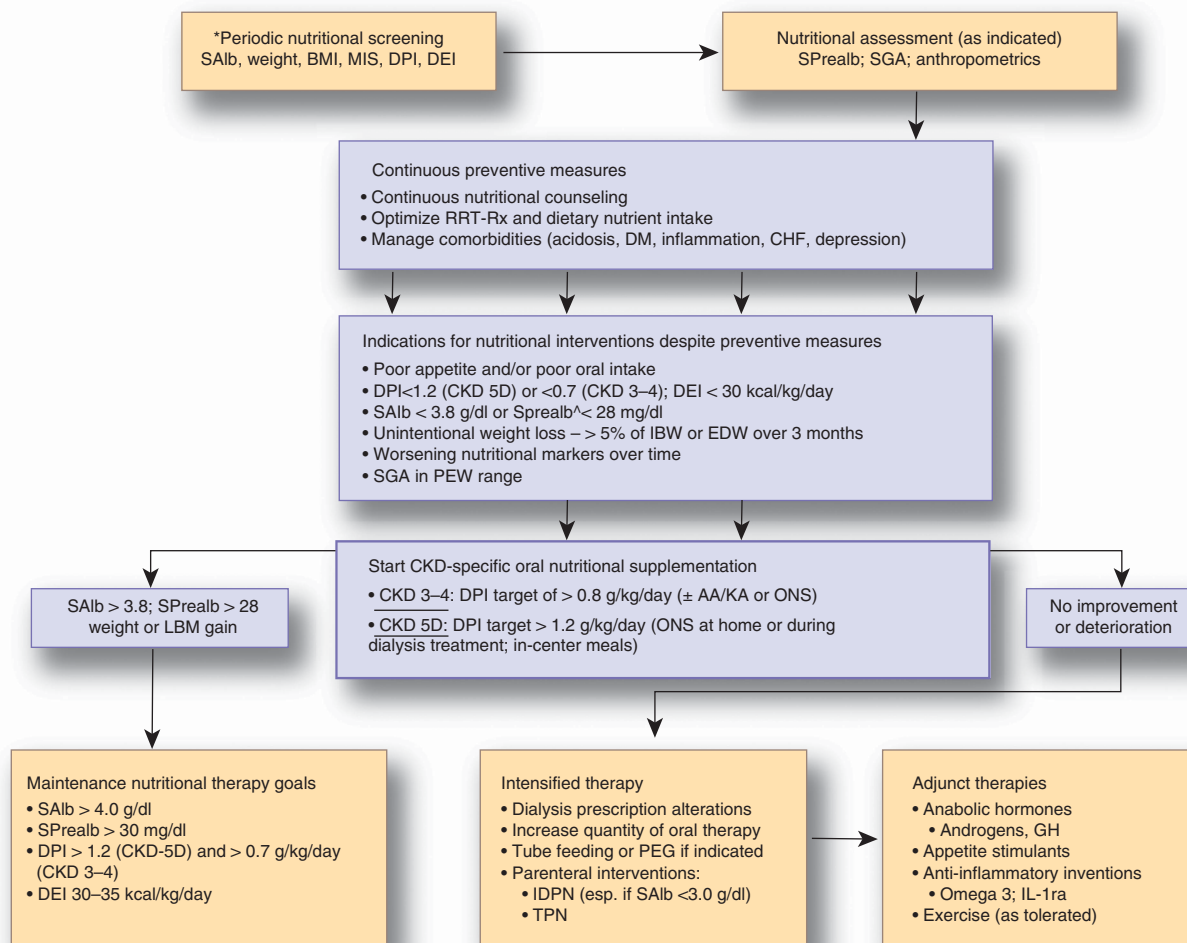 *Periodic nutritional screening
SAlb, weight, BMI, MIS, DPI, DEI
Nutritional assessment (as indicated)
SPrealb; SGA; anthropometrics
Continuous preventive measures
• Continuous nutritional counseling
• Optimize RRT-Rx and dietary nutrient intake
• Manage comorbidities (acidosis, DM, inflammation, CHF, depression)
Indications for nutritional interventions despite preventive measures
• Poor appetite and/or poor oral intake
• DPI<1.2 (CKD 5D) or <0.7 (CKD 3–4); DEI < 30 kcal/kg/day
• SAlb < 3.8 g/dl or Sprealb^< 28 mg/dl
• Unintentional weight loss – > 5% of IBW or EDW over 3 months
• Worsening nutritional markers over time
• SGA in PEW range
Start CKD-specific oral nutritional supplementation
• CKD 3–4: DPI target of > 0.8 g/kg/day (± AA/KA or ONS)
• CKD 5D: DPI target > 1.2 g/kg/day (ONS at home or during
dialysis treatment; in-center meals)
SAlb > 3.8; SPrealb > 28
weight or LBM gain
No improvement
or deterioration
Maintenance nutritional therapy goals
• SAlb > 4.0 g/dl
• SPrealb > 30 mg/dl
• DPI > 1.2 (CKD-5D) and > 0.7 g/kg/day
(CKD 3–4)
• DEI 30–35 kcal/kg/day
Intensified therapy
• Dialysis prescription alterations
• Increase quantity of oral therapy
• Tube feeding or PEG if indicated
• Parenteral interventions:
• IDPN (esp. if SAlb <3.0 g/dl)
• TPN
Adjunct therapies
• Anabolic hormones
• Androgens, GH
• Appetite stimulants
• Anti-inflammatory inventions
• Omega 3; IL-1ra
• Exercise (as tolerated)